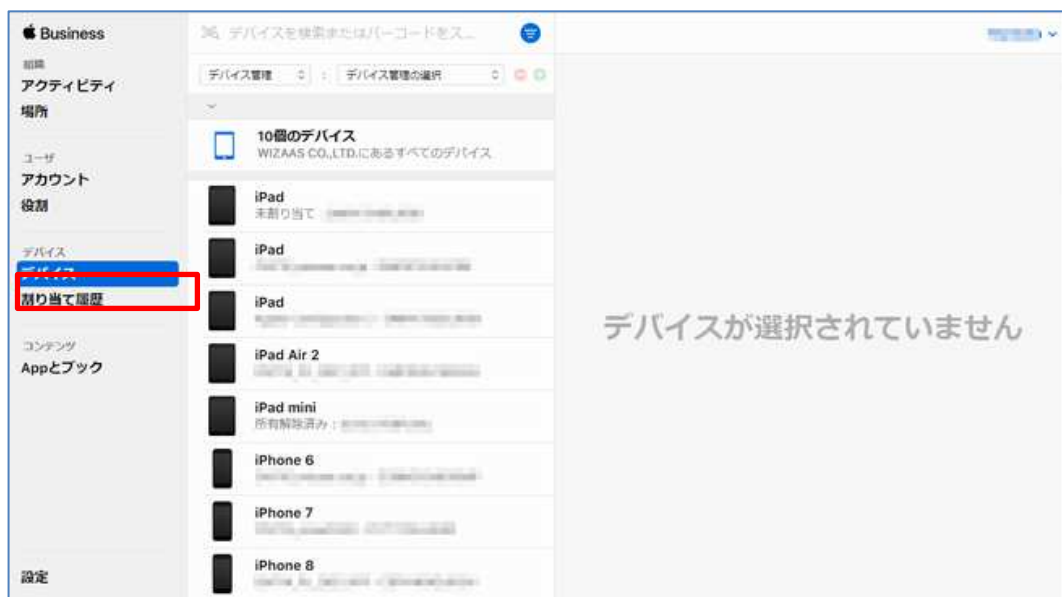 Business
組織
アクティビティ
場所
ユーザ
アカウント
役割
デバイス
デバイス
割り当て履歴
コンテンツ
Appとブック
設定
デバイスを検索またはバーコードをス...
デバイス管理 : デバイス管理の選択
10個のデバイス
WIZAAS CO.,LTD.にあるすべてのデバイス
iPad
未割り当て
iPad
iPad
iPad Air 2
iPad mini
所有解除済み :
iPhone 6
iPhone 7
iPhone 8
デバイスが選択されていません